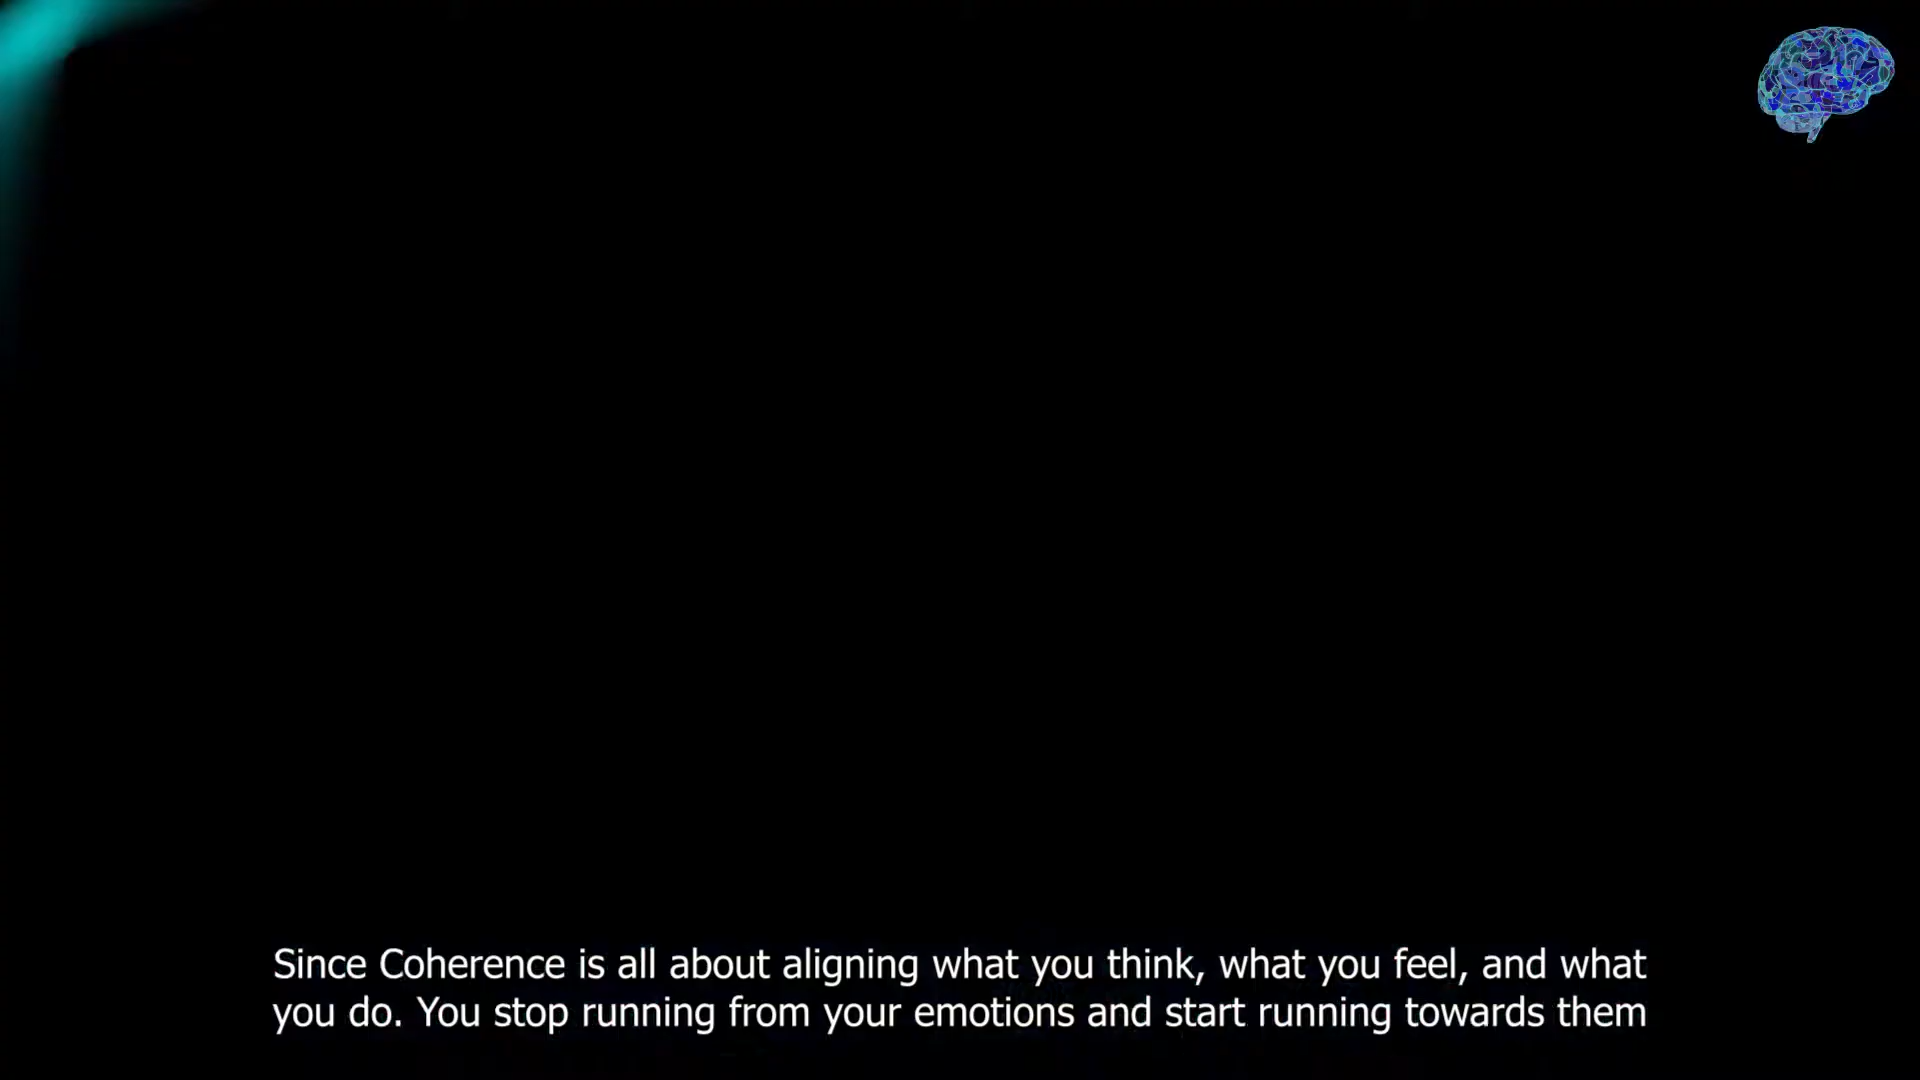 Since Coherence is all about aligning what you think, what you feel, and what
you do. You stop running from your emotions and start running towards them